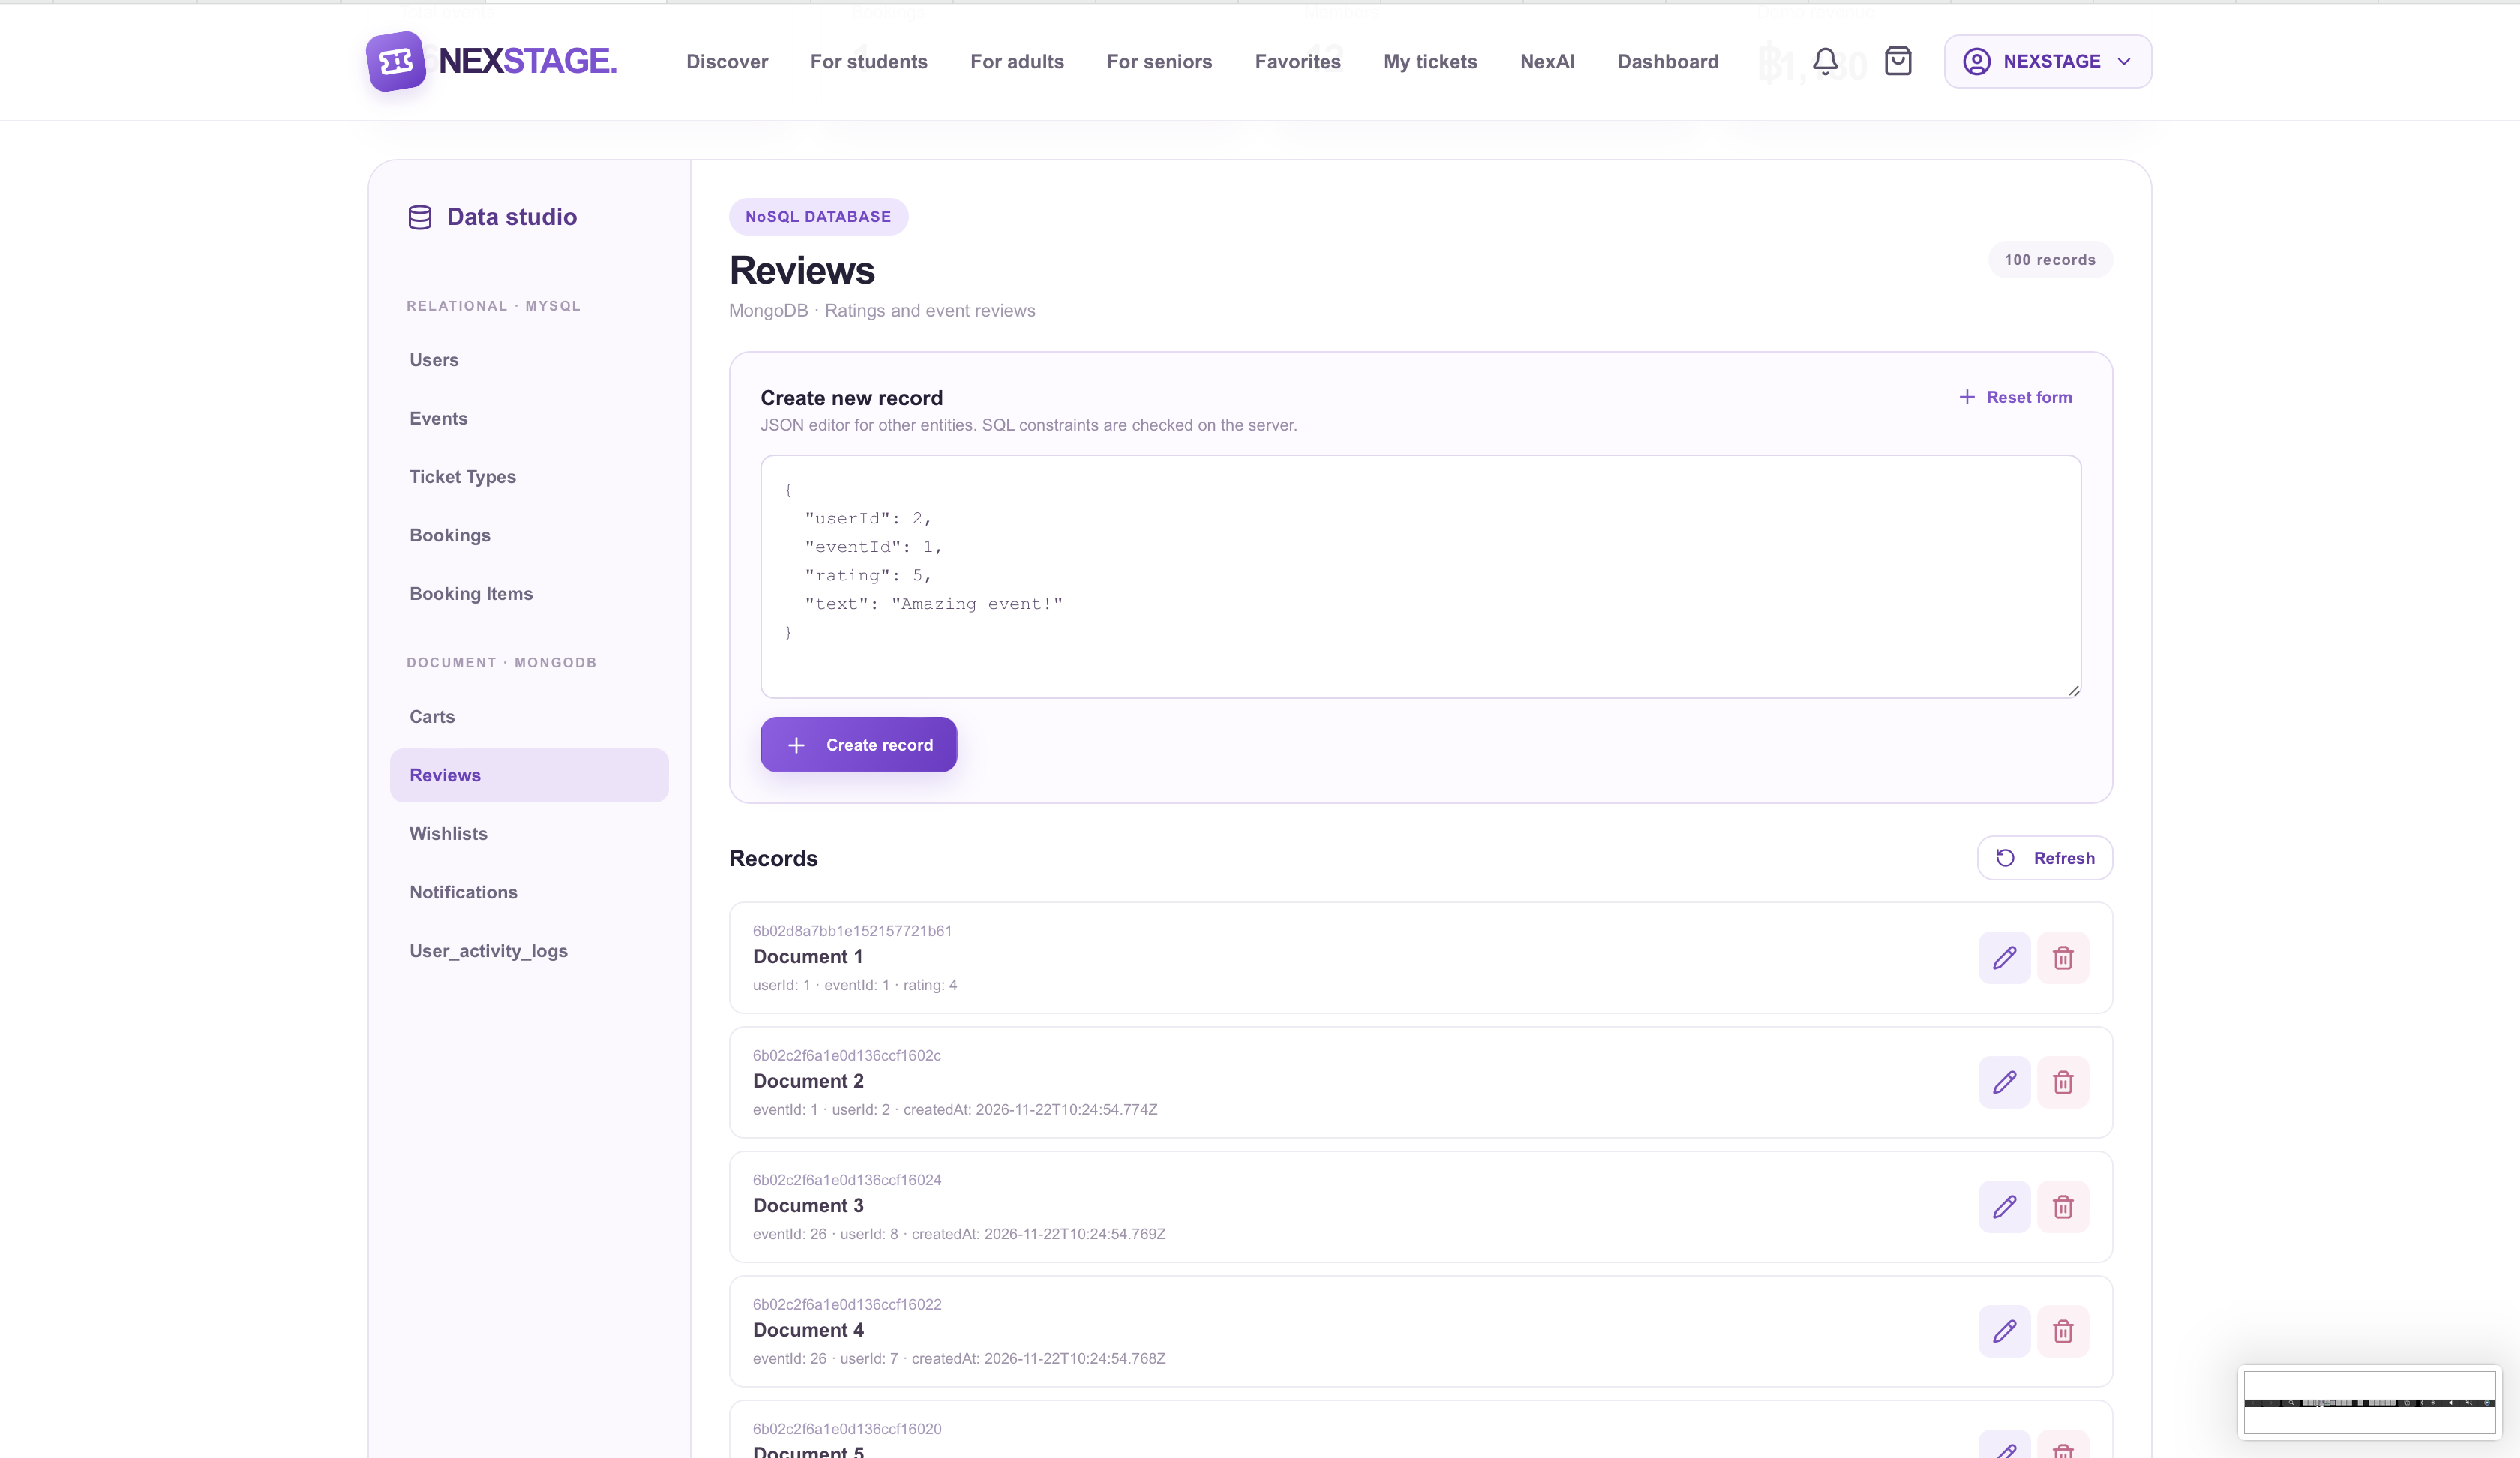 NEXSTAGE.
Discover
For students
For adults
For seniors
Favorites
My tickets
NexAI
Dashboard
NEXSTAGE
Data studio
RELATIONAL · MYSQL
Users
Events
Ticket Types
Bookings
Booking Items
DOCUMENT · MONGODB
Carts
Reviews
Wishlists
Notifications
User_activity_logs
NoSQL DATABASE
Reviews
100 records
MongoDB · Ratings and event reviews
Create new record
Reset form
JSON editor for other entities. SQL constraints are checked on the server.
{
"userId": 2,
"eventId": 1,
"rating": 5,
"text": "Amazing event!"
}
Create record
Records
Refresh
6b02d8a7bb1e152157721b61
Document 1
userId: 1 · eventId: 1 · rating: 4
6b02c2f6a1e0d136ccf1602c
Document 2
eventId: 1 · userId: 2 · createdAt: 2026-11-22T10:24:54.774Z
6b02c2f6a1e0d136ccf16024
Document 3
eventId: 26 · userId: 8 · createdAt: 2026-11-22T10:24:54.769Z
6b02c2f6a1e0d136ccf16022
Document 4
eventId: 26 · userId: 7 · createdAt: 2026-11-22T10:24:54.768Z
6b02c2f6a1e0d136ccf16020
Document 5